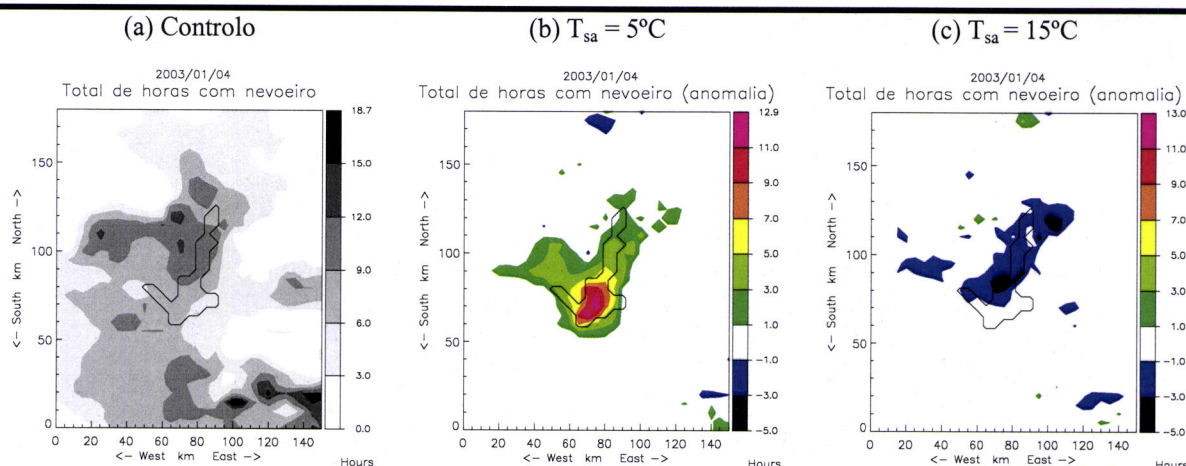 (a) Controlo
2003/01/04
Total de horas com nevoeiro
18.7
15.0
12.0
9.0
6.0
3.0
0.0
150
100
50
0
<— South km North —>
0 20 40 60 80 100 120 140
<— West km East —>
Hours
(b) Tsa = 5ºC
2003/01/04
Total de horas com nevoeiro (anomalia)
12.9
11.0
9.0
7.0
5.0
3.0
1.0
-1.0
-3.0
-5.0
150
100
50
0
<— South km North —>
0 20 40 60 80 100 120 140
<— West km East —>
Hours
(c) Tsa = 15ºC
2003/01/04
Total de horas com nevoeiro (anomalia)
13.0
11.0
9.0
7.0
5.0
3.0
1.0
-1.0
-3.0
-5.0
150
100
50
0
<— South km North —>
0 20 40 60 80 100 120 140
<— West km East —>
Hours